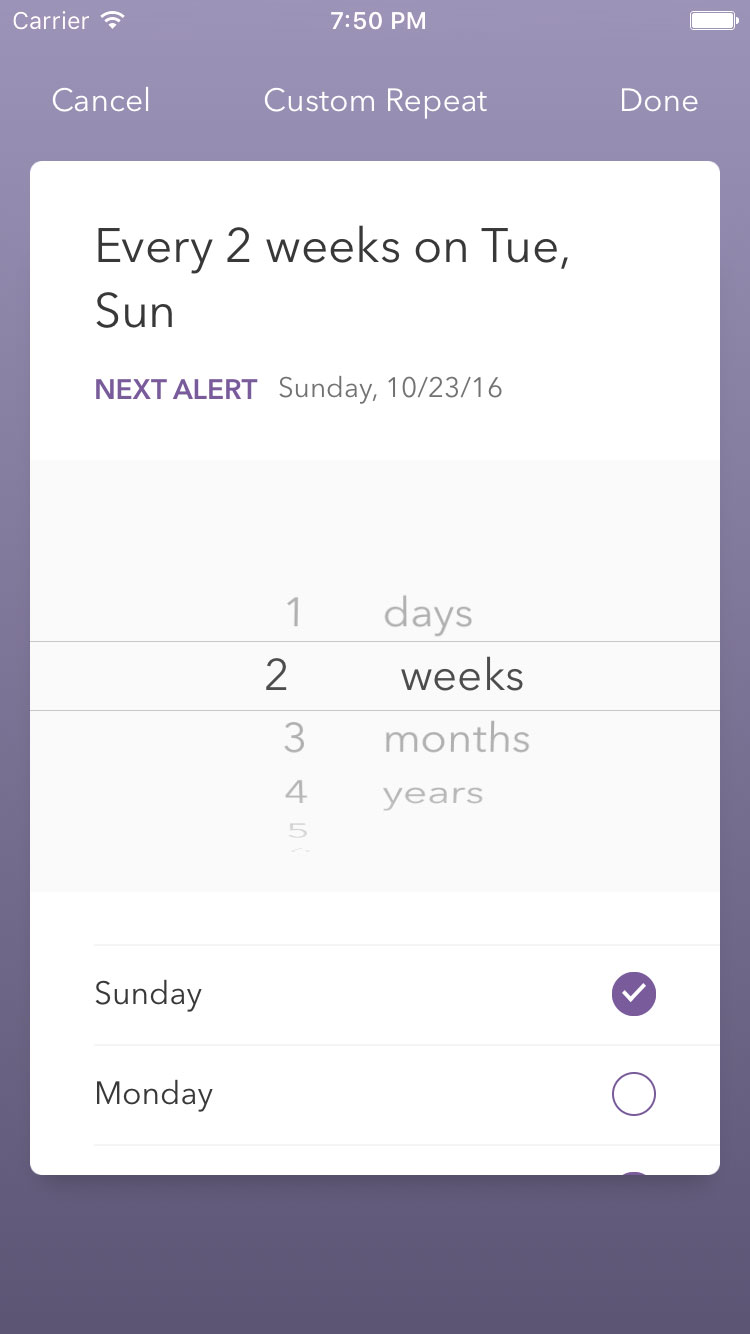 Carrier 7:50 PM
Cancel Custom Repeat Done
Every 2 weeks on Tue,
Sun
NEXT ALERT Sunday, 10/23/16
1 days
2 weeks
3 months
4 years
5
Sunday
Monday